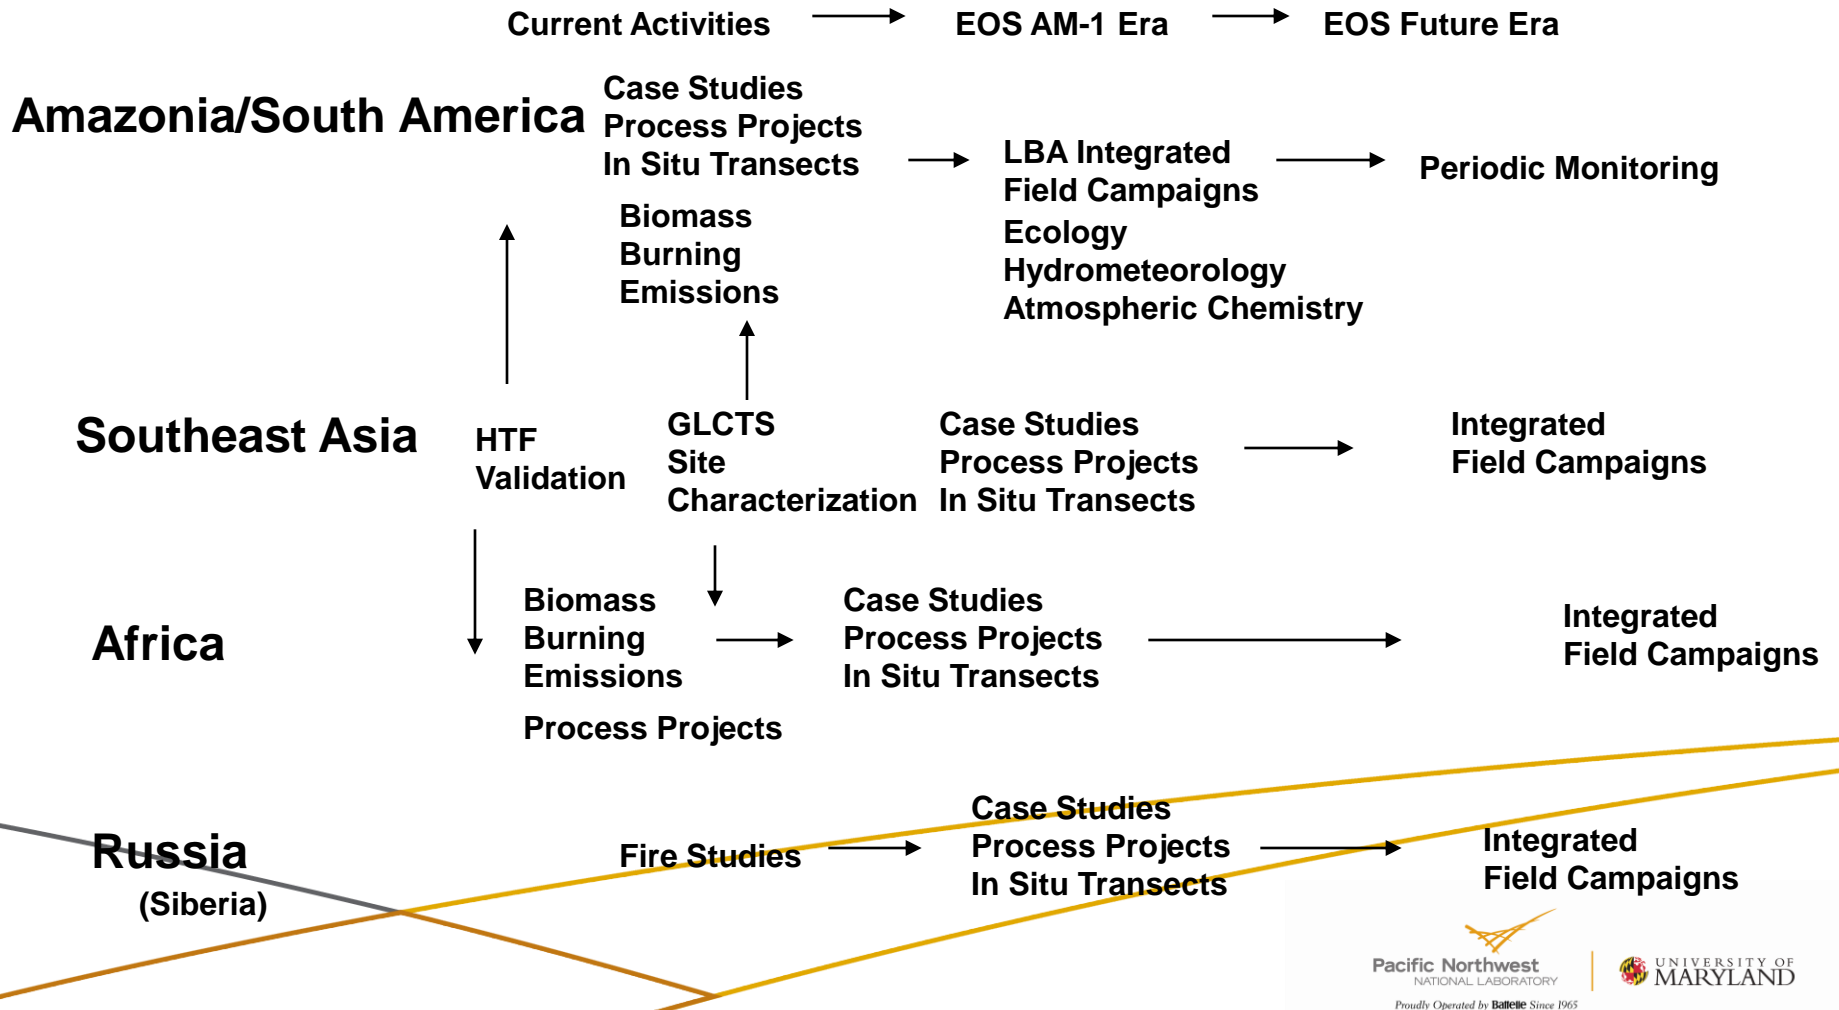 Current Activities
EOS AM-1 Era
EOS Future Era
Amazonia/South America
Case Studies
Process Projects
In Situ Transects
Biomass
Burning
Emissions
LBA Integrated
Field Campaigns
Ecology
Hydrometeorology
Atmospheric Chemistry
Periodic Monitoring
Southeast Asia
HTF
Validation
GLCTS
Site
Characterization
Case Studies
Process Projects
In Situ Transects
Integrated
Field Campaigns
Africa
Biomass
Burning
Emissions
Process Projects
Case Studies
Process Projects
In Situ Transects
Integrated
Field Campaigns
Russia
(Siberia)
Fire Studies
Case Studies
Process Projects
In Situ Transects
Integrated
Field Campaigns
Pacific Northwest
NATIONAL LABORATORY
Proudly Operated by Battelle Since 1965
UNIVERSITY OF
MARYLAND